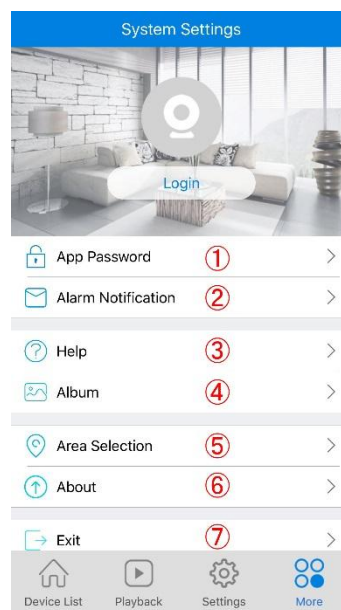 System Settings
Login
App Password ①
Alarm Notification ②
Help ③
Album ④
Area Selection ⑤
About ⑥
Exit ⑦
Device List Playback Settings More